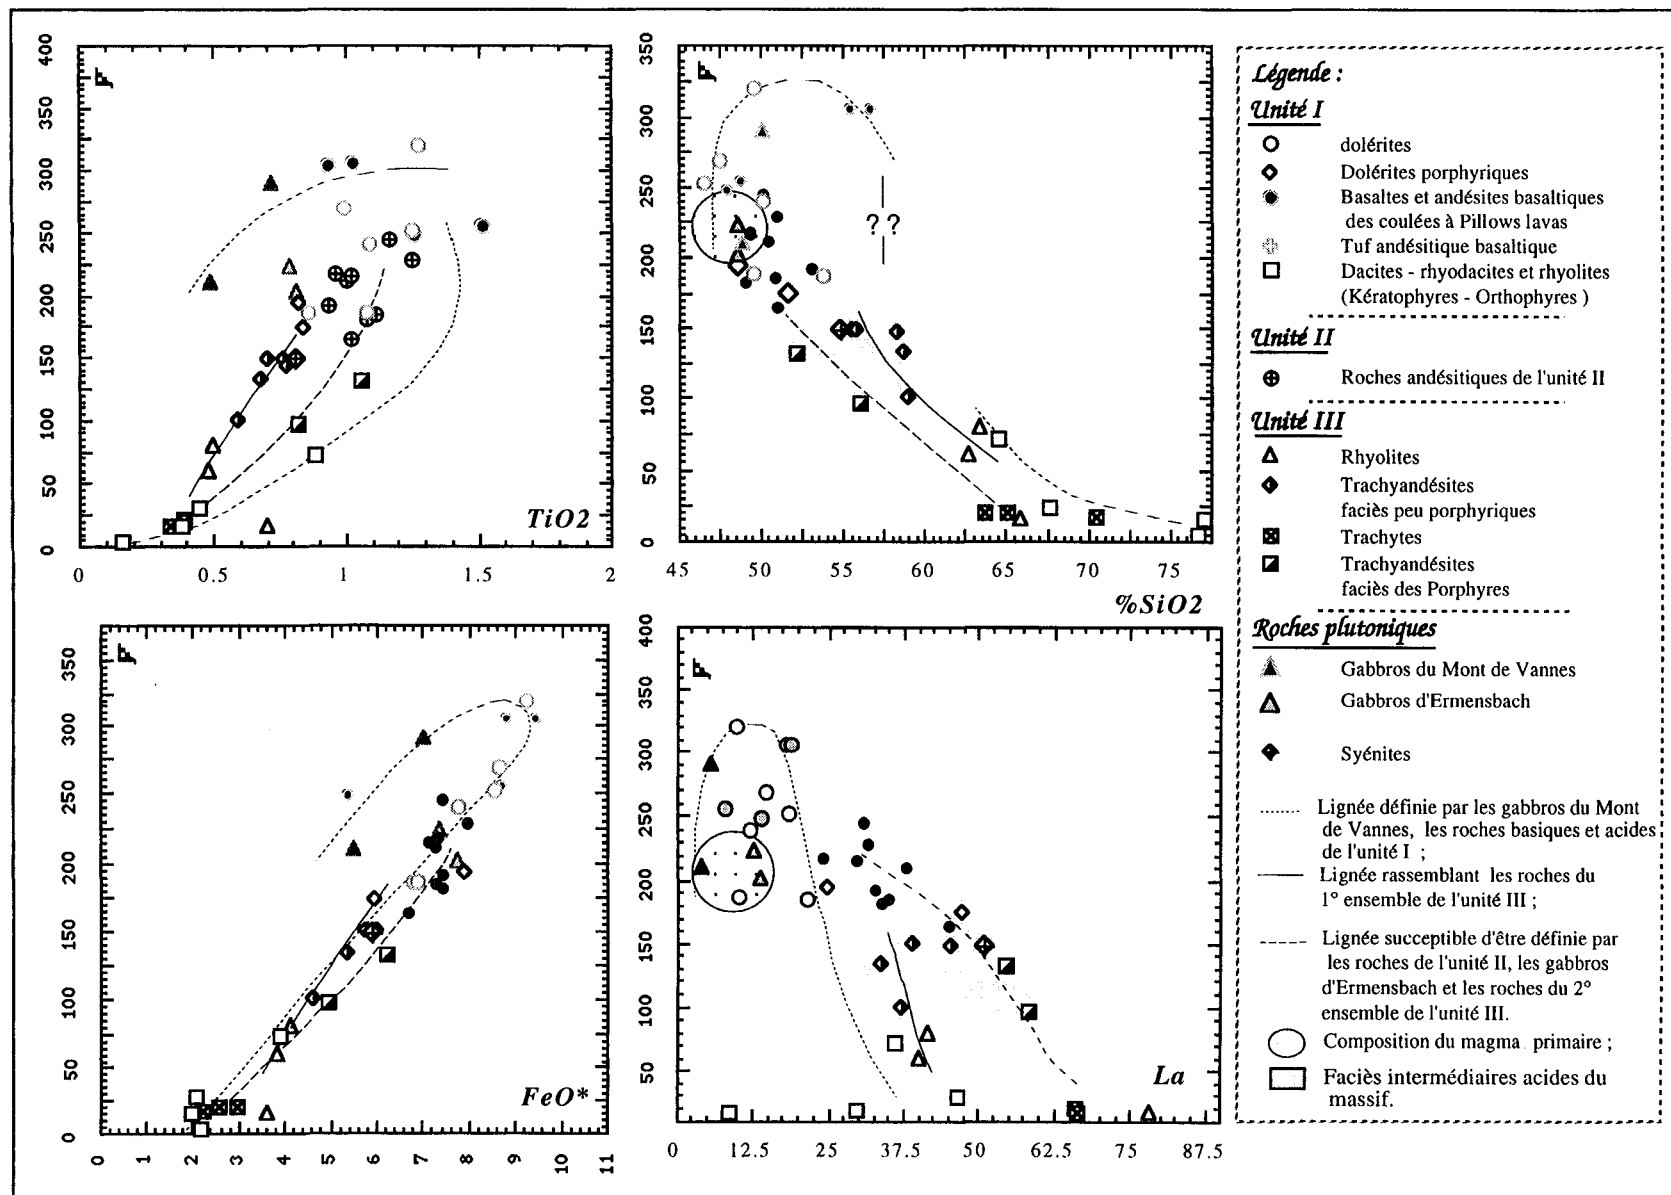 400
350
300
250
200
150
100
50
0
TiO2
0
0.5
1
1.5
2
350
300
250
200
150
100
50
0
? ?
45
50
55
60
65
70
75
%SiO2
350
300
250
200
150
100
50
0
FeO*
0
1
2
3
4
5
6
7
8
9
10
11
400
350
300
250
200
150
100
50
La
0
12.5
25
37.5
50
62.5
75
87.5
Légende :
Unité I
dolérites
Dolérites porphyriques
Basaltes et andésites basaltiques
des coulées à Pillows lavas
Tuf andésitique basaltique
Dacites - rhyodacites et rhyolites
(Kératophyres - Orthophyres )
Unité II
Roches andésitiques de l'unité II
Unité III
Rhyolites
Trachyandésites
faciès peu porphyriques
Trachytes
Trachyandésites
faciès des Porphyres
Roches plutoniques
Gabbros du Mont de Vannes
Gabbros d'Ermensbach
Syénites
Lignée définie par les gabbros du Mont
de Vannes, les roches basiques et acides
de l'unité I ;
Lignée rassemblant les roches du
1° ensemble de l'unité III ;
Lignée succeptible d'être définie par
les roches de l'unité II, les gabbros
d'Ermensbach et les roches du 2°
ensemble de l'unité III.
Composition du magma primaire ;
Faciès intermédiaires acides du
massif.